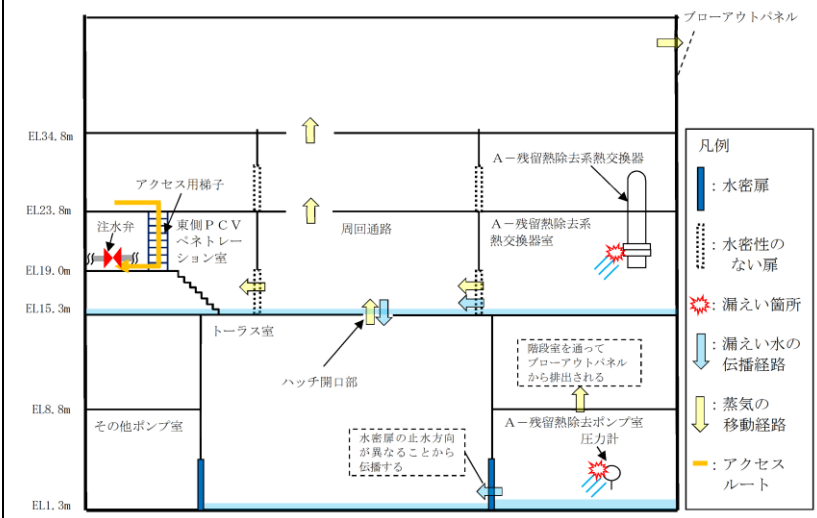 ブローアウトパネル
EL34.8m
A－残留熱除去系熱交換器
アクセス用梯子
EL23.8m
注水弁
東側ＰＣＶ
ペネトレー
ション室
周回通路
A－残留熱除去系
熱交換器室
EL19.0m
EL15.3m
トーラス室
ハッチ開口部
階段室を通って
ブローアウトパネル
から排出される
EL8.8m
その他ポンプ室
水密扉の止水方向
が異なることから
伝播する
A－残留熱除去ポンプ室
圧力計
EL1.3m
凡例
：水密扉
：水密性の
ない扉
：漏えい箇所
：漏えい水の
伝播経路
：蒸気の
移動経路
：アクセス
ルート